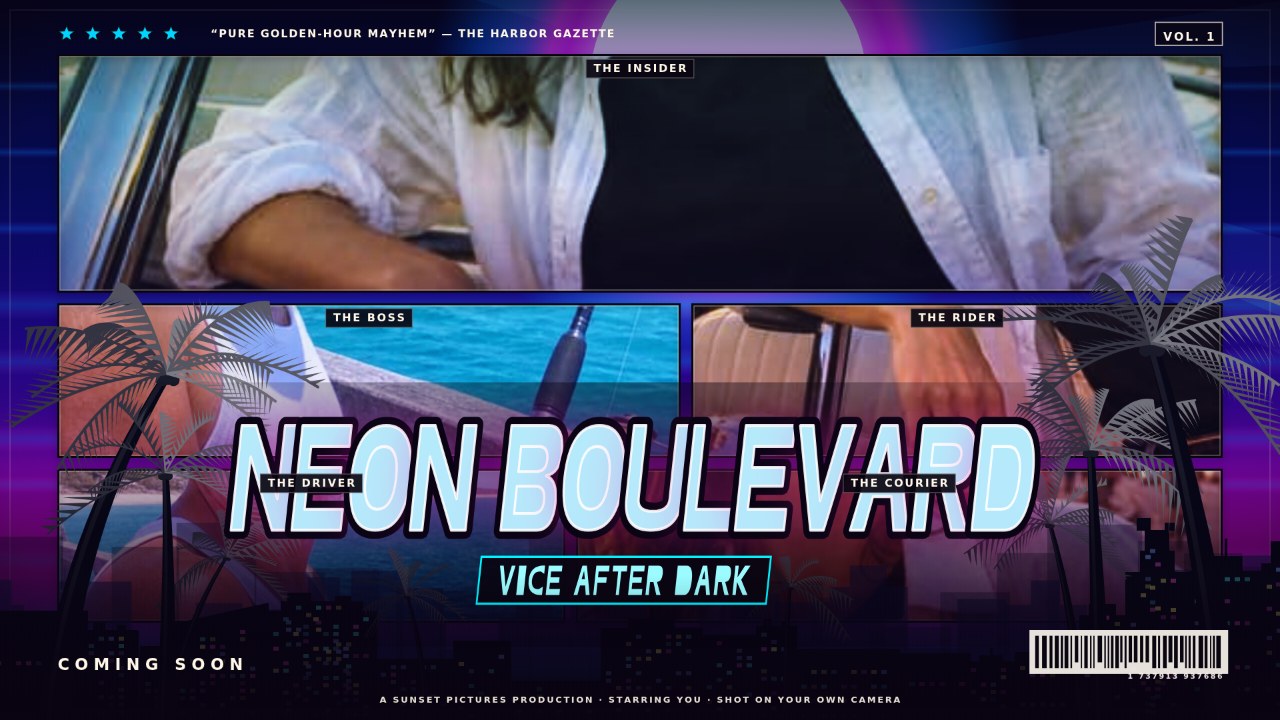 “PURE GOLDEN-HOUR MAYHEM” — THE HARBOR GAZETTE
VOL. 1
THE INSIDER
THE BOSS
THE RIDER
NEON BOULEVARD
THE DRIVER
THE COURIER
VICE AFTER DARK
COMING SOON
1 737913 937686
A SUNSET PICTURES PRODUCTION · STARRING YOU · SHOT ON YOUR OWN CAMERA